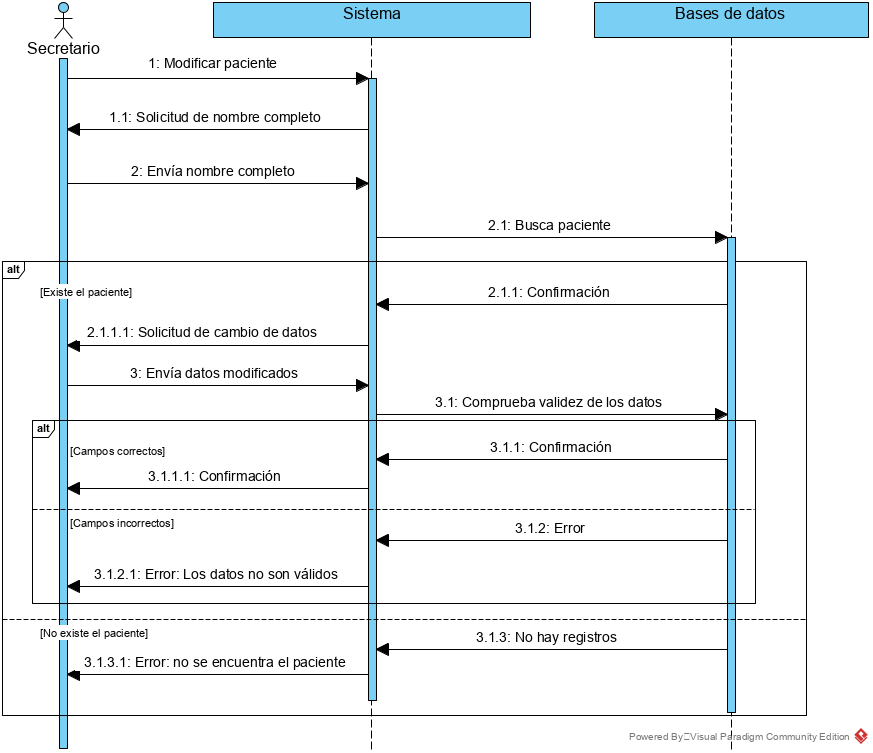 Secretario
Sistema
Bases de datos
1: Modificar paciente
1.1: Solicitud de nombre completo
2: Envía nombre completo
2.1: Busca paciente
alt
[Existe el paciente]
2.1.1: Confirmación
2.1.1.1: Solicitud de cambio de datos
3: Envía datos modificados
3.1: Comprueba validez de los datos
alt
[Campos correctos]
3.1.1: Confirmación
3.1.1.1: Confirmación
[Campos incorrectos]
3.1.2: Error
3.1.2.1: Error: Los datos no son válidos
[No existe el paciente]
3.1.3: No hay registros
3.1.3.1: Error: no se encuentra el paciente
Powered By Visual Paradigm Community Edition